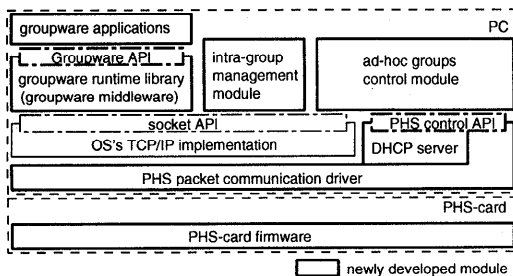 groupware applications
PC
Groupware API
groupware runtime library
(groupware middleware)
intra-group
management
module
ad-hoc groups
control module
socket API
OS's TCP/IP implementation
PHS control API
DHCP server
PHS packet communication driver
PHS-card
PHS-card firmware
newly developed module